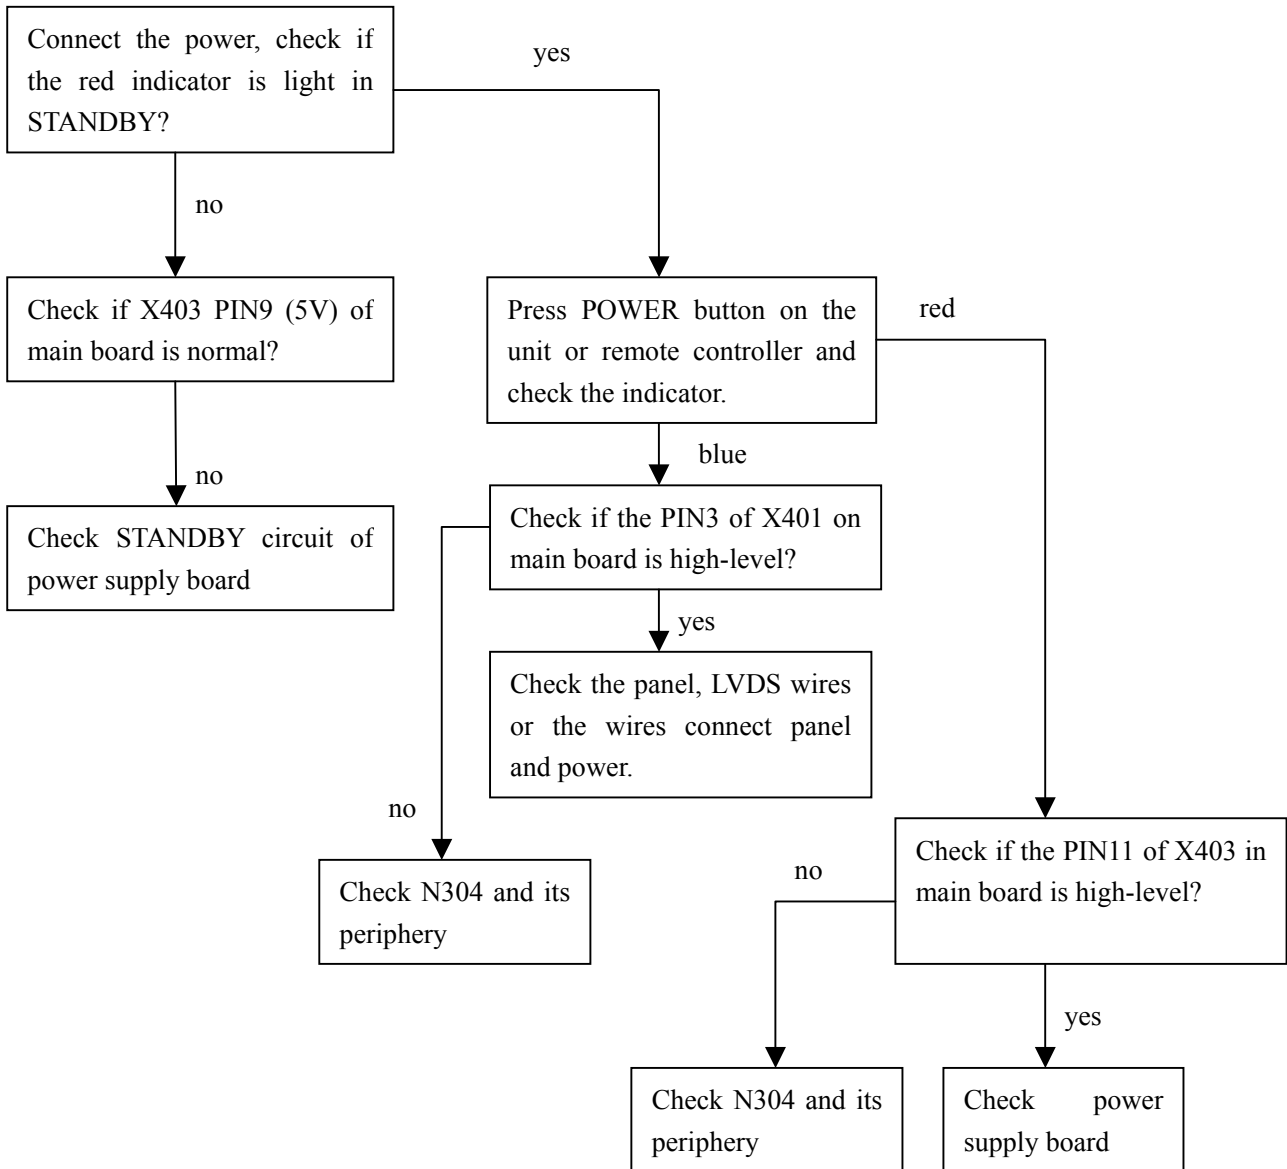 Connect the power, check if
the red indicator is light in
STANDBY?
yes
no
Check if X403 PIN9 (5V) of
main board is normal?
Press POWER button on the
unit or remote controller and
check the indicator.
red
blue
no
Check STANDBY circuit of
power supply board
Check if the PIN3 of X401 on
main board is high-level?
yes
Check the panel, LVDS wires
or the wires connect panel
and power.
no
Check N304 and its
periphery
Check if the PIN11 of X403 in
main board is high-level?
no
yes
Check N304 and its
periphery
Check power
supply board